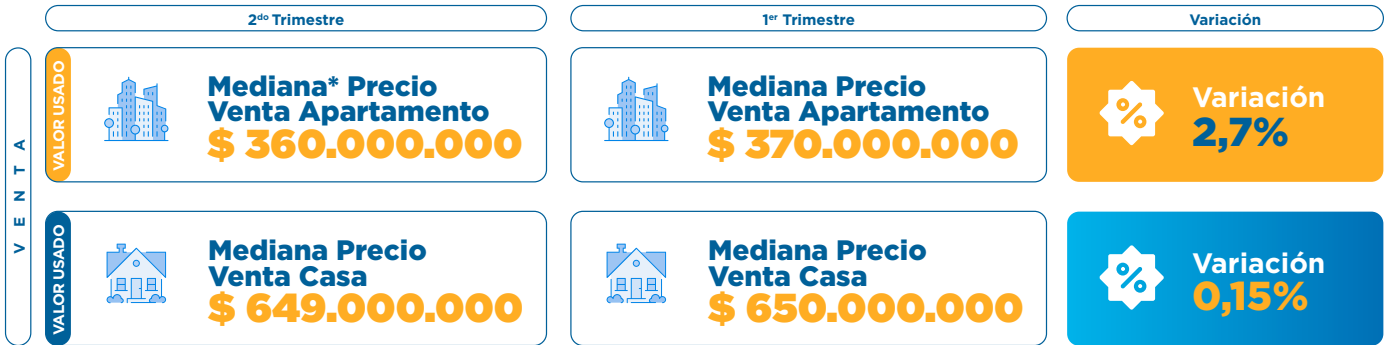 2do Trimestre
1er Trimestre
Variación
VENTA
VALOR USADO
Mediana* Precio
Venta Apartamento
$ 360.000.000
Mediana Precio
Venta Apartamento
$ 370.000.000
%
Variación
2,7%
VALOR USADO
Mediana Precio
Venta Casa
$ 649.000.000
Mediana Precio
Venta Casa
$ 650.000.000
%
Variación
0,15%